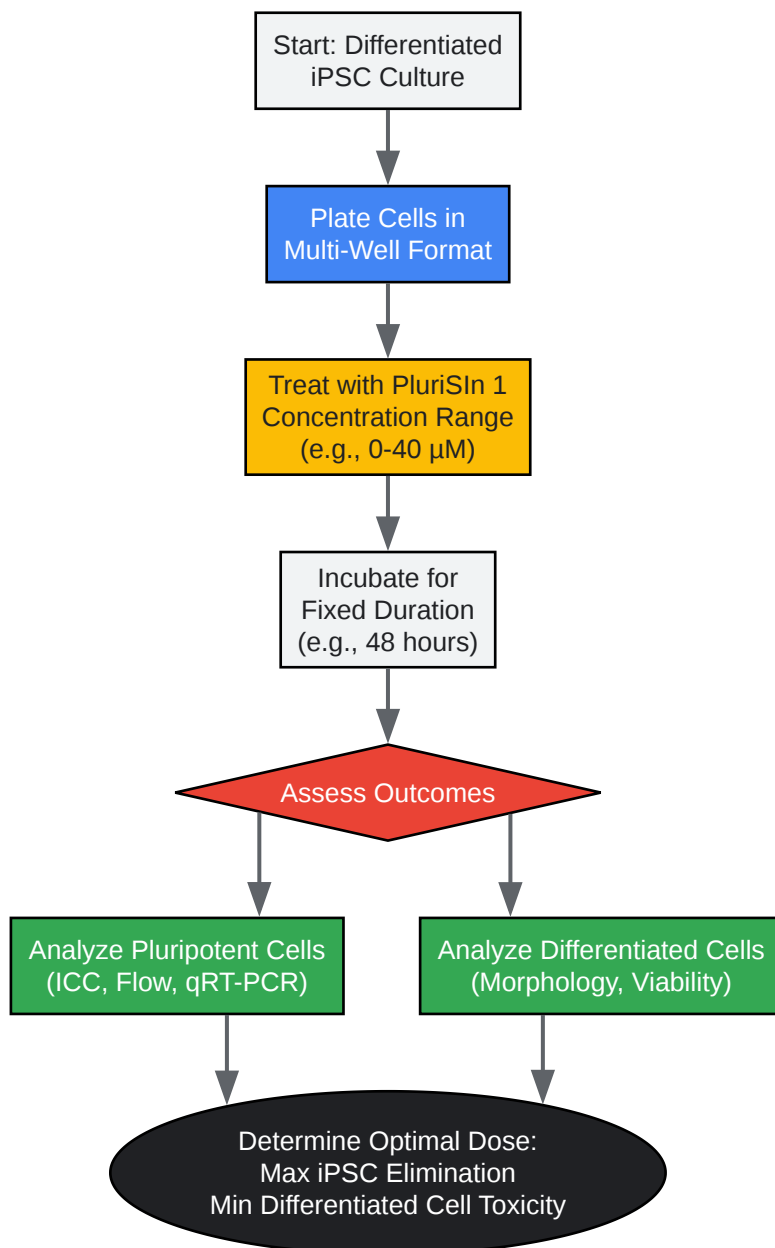 Start: Differentiated
iPSC Culture
Plate Cells in
Multi-Well Format
Treat with PluriSIn 1
Concentration Range
(e.g., 0-40 µM)
Incubate for
Fixed Duration
(e.g., 48 hours)
Assess Outcomes
Analyze Pluripotent Cells
(ICC, Flow, qRT-PCR)
Analyze Differentiated Cells
(Morphology, Viability)
Determine Optimal Dose:
Max iPSC Elimination
Min Differentiated Cell Toxicity